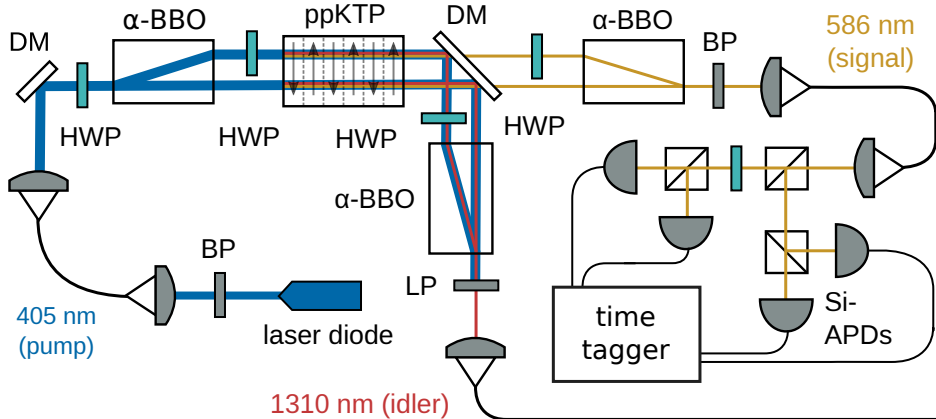 α-BBO
ppKTP
DM
α-BBO
DM
BP
586 nm
(signal)
HWP
HWP
HWP
HWP
α-BBO
BP
LP
405 nm
(pump)
laser diode
time
tagger
Si-
APDs
1310 nm (idler)